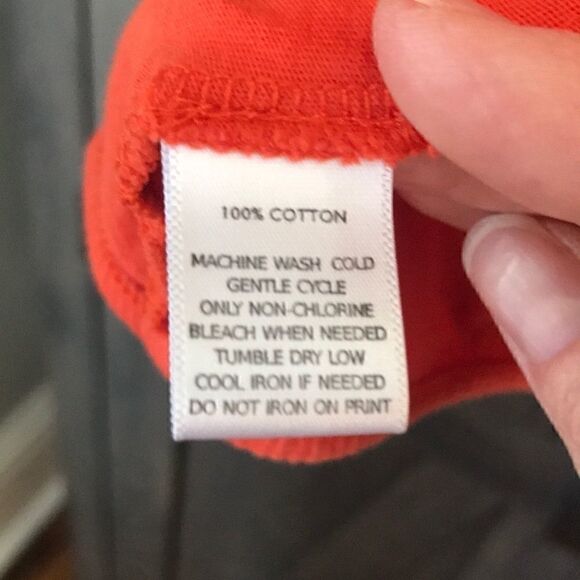 100% COTTON
MACHINE WASH COLD
GENTLE CYCLE
ONLY NON-CHLORINE
BLEACH WHEN NEEDED
TUMBLE DRY LOW
COOL IRON IF NEEDED
DO NOT IRON ON PRINT